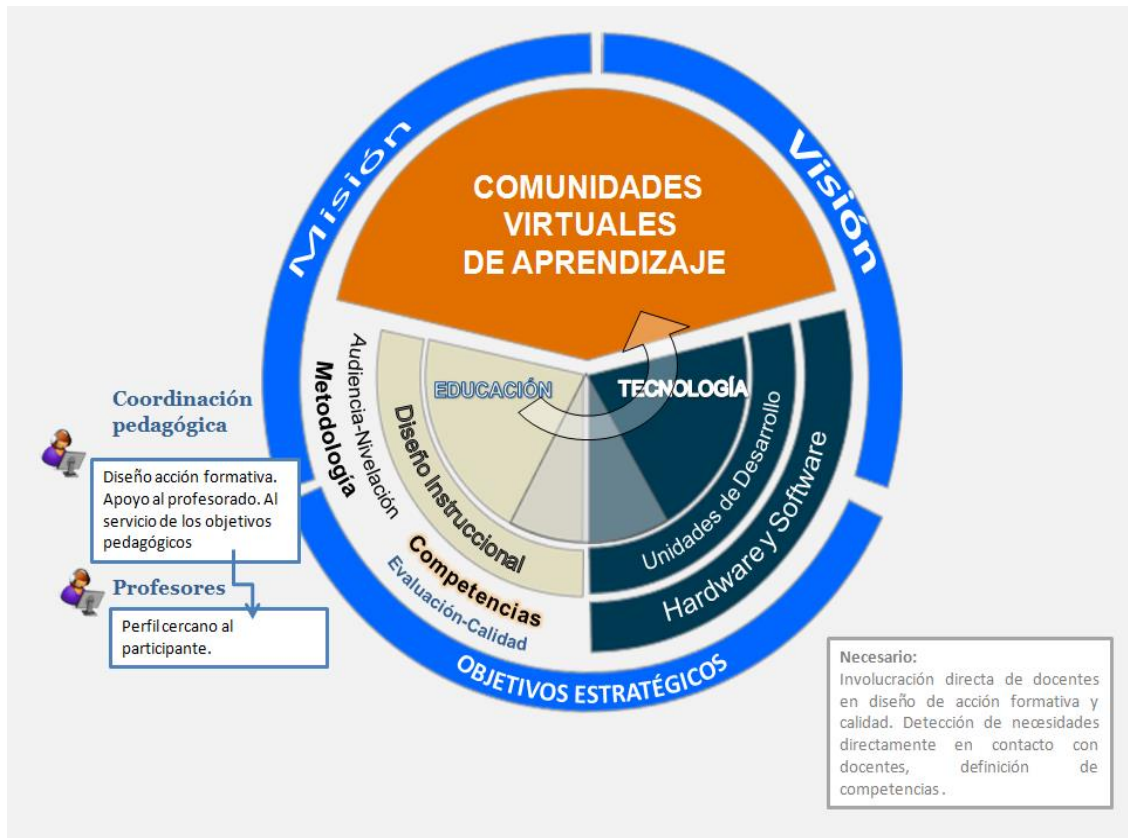 Misión
Visión
COMUNIDADES
VIRTUALES
DE APRENDIZAJE
EDUCACIÓN
TECNOLOGÍA
Audiencia-Nivelación
Metodología
Diseño Instruccional
Unidades de Desarrollo
Hardware y Software
Competencias
Evaluación-Calidad
OBJETIVOS ESTRATÉGICOS
Coordinación
pedagógica
Diseño acción formativa.
Apoyo al profesorado. Al
servicio de los objetivos
pedagógicos
Profesores
Perfil cercano al
participante.
Necesario:
Involucración directa de docentes
en diseño de acción formativa y
calidad. Detección de necesidades
directamente en contacto con
docentes, definición de
competencias.